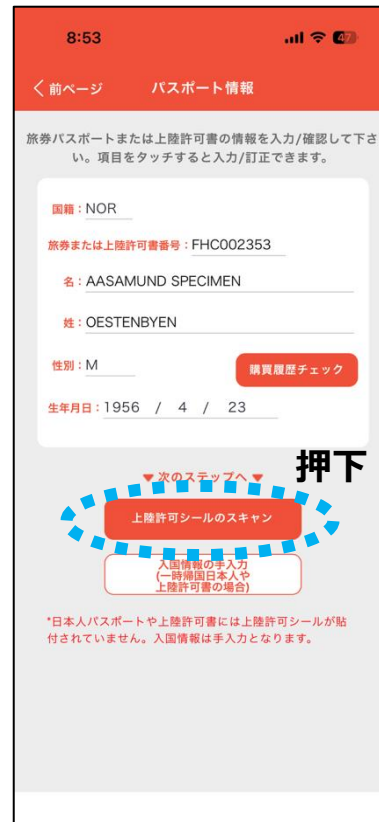 8:53
47
前ページ
パスポート情報
旅券パスポートまたは上陸許可書の情報を入力/確認して下さ
い。項目をタッチすると入力/訂正できます。
国籍：NOR
旅券または上陸許可書番号：FHC002353
名：AASAMUND SPECIMEN
姓：OESTENBYEN
性別：M
購買履歴チェック
生年月日：1956 / 4 / 23
▼次のステップへ▼
押下
上陸許可シールのスキャン
入国情報の手入力
(一時帰国日本人や
上陸許可書の場合)
*日本人パスポートや上陸許可書には上陸許可シールが貼
付されていません。入国情報は手入力となります。